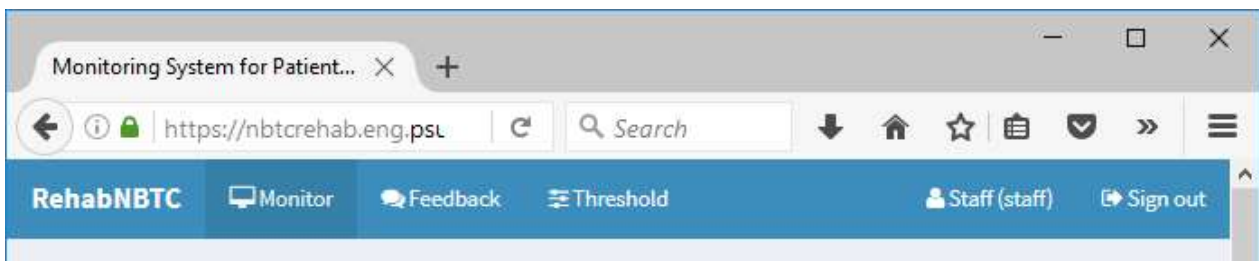 Monitoring System for Patient...
https://nbtcrehab.eng.psu
Search
RehabNBTC Monitor Feedback Threshold Staff (staff) Sign out